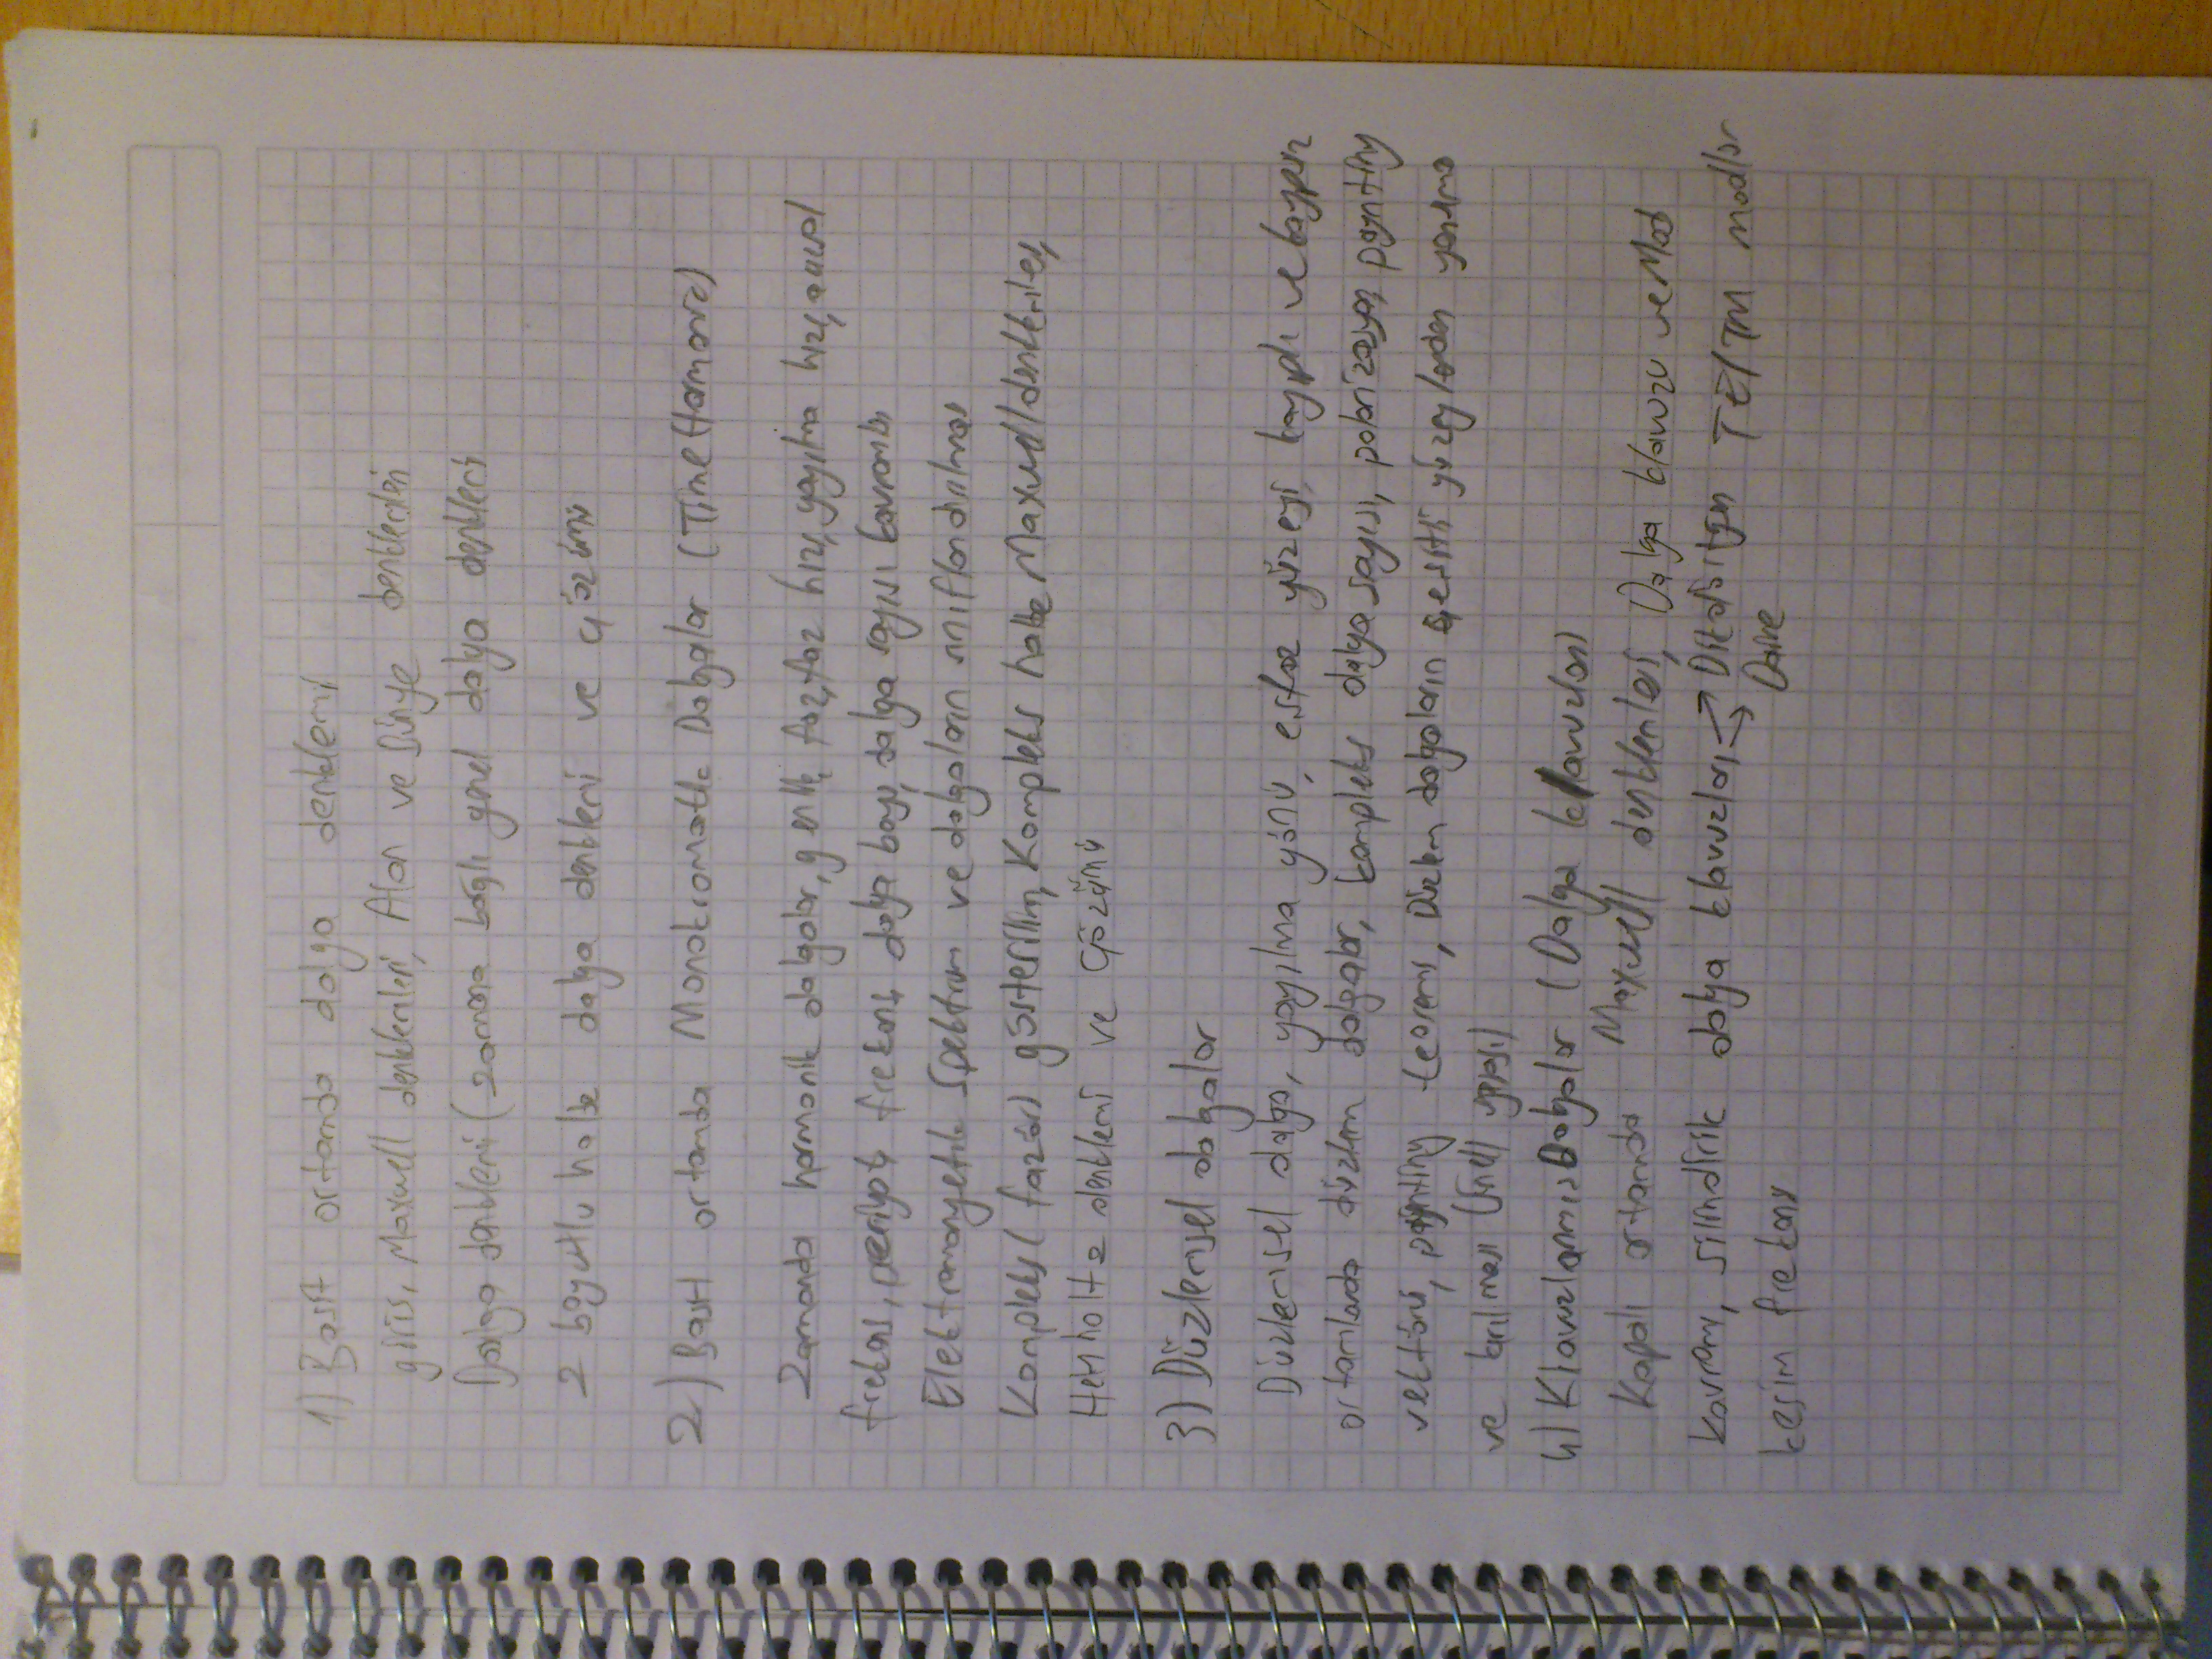 1) Basit ortamda dalga denklemi
giriş, Maxwell denklemleri, Alan ve Bünye denklemleri
Dalga denklemi (zamana bağlı genel dalga denklemi
2 boyutlu halde dalga denklemi ve çözümü
2) Basit ortamda Monokromatik Dalgalar (Time Harmonic)
Zamanda harmonik dalgalar, genlik, faz, faz hızı, yayılma hızı, açısal
frekans, periyot, frekans, dalga boyu, dalga sayısı kavramları
Elektromanyetik Spektrum ve dalgaların sınıflandırılması
Kompleks (fazör) gösterilim, Kompleks halde Maxwell denklemleri,
Helmholtz denklemi ve Çözümü
3) Düzlemsel dalgalar
Düzlemsel dalga, yayılma yönü, eşfaz yüzeyi, kayıplı ve kayıpsız
ortamlarda düzlem dalgalar, kompleks dalga sayısı, polarizasyon, poynting
vektörü, poynting teoremi, Düzlem dalgaların çeşitli yüzeylerden yansıma
ve kırılması (Snell yasası)
4) Klavuzlanmış Dalgalar (Dalga klavuzları)
Kapalı ortamda Maxwell denklemleri, Dalga klavuzu ve Mod
kavramı, silindirik dalga klavuzları, → Dikdörtgen TE/TM modlar
→ Daire
kesim frekansı